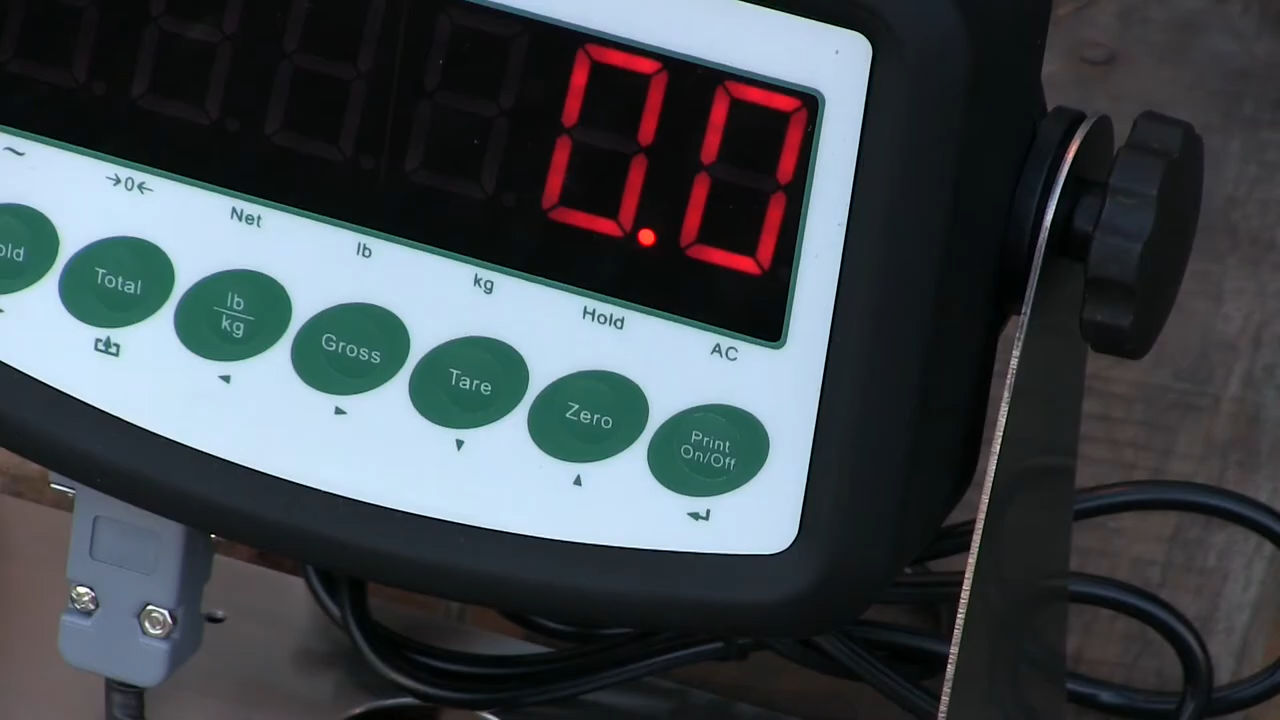 0.0
~ →0← Net lb kg Hold AC
old Total lb
kg Gross Tare Zero Print
On/Off